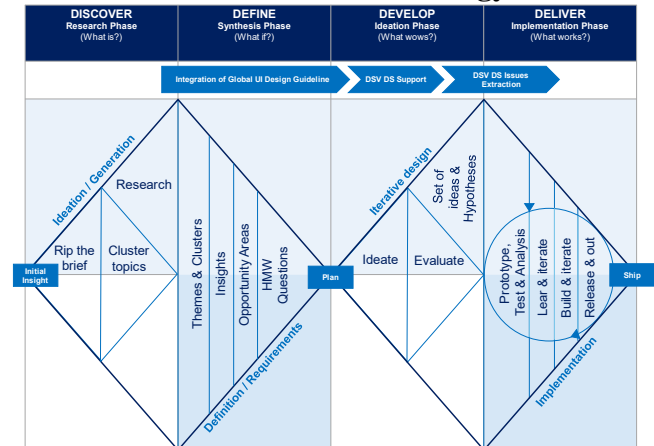 DISCOVER
Research Phase
(What is?)
DEFINE
Synthesis Phase
(What if?)
DEVELOP
Ideation Phase
(What wows?)
DELIVER
Implementation Phase
(What works?)
Integration of Global UI Design Guideline
DSV DS Support
DSV DS Issues
Extraction
Ideation / Generation
Research
Rip the
brief
Cluster
topics
Initial
Insight
Themes & Clusters
Insights
Opportunity Areas
HMW
Questions
Definition / Requirements
Plan
Iterative design
Set of
ideas &
Hypotheses
Ideate
Evaluate
Prototype,
Test & Analysis
Lear & iterate
Build & iterate
Release & out
Implementation
Ship